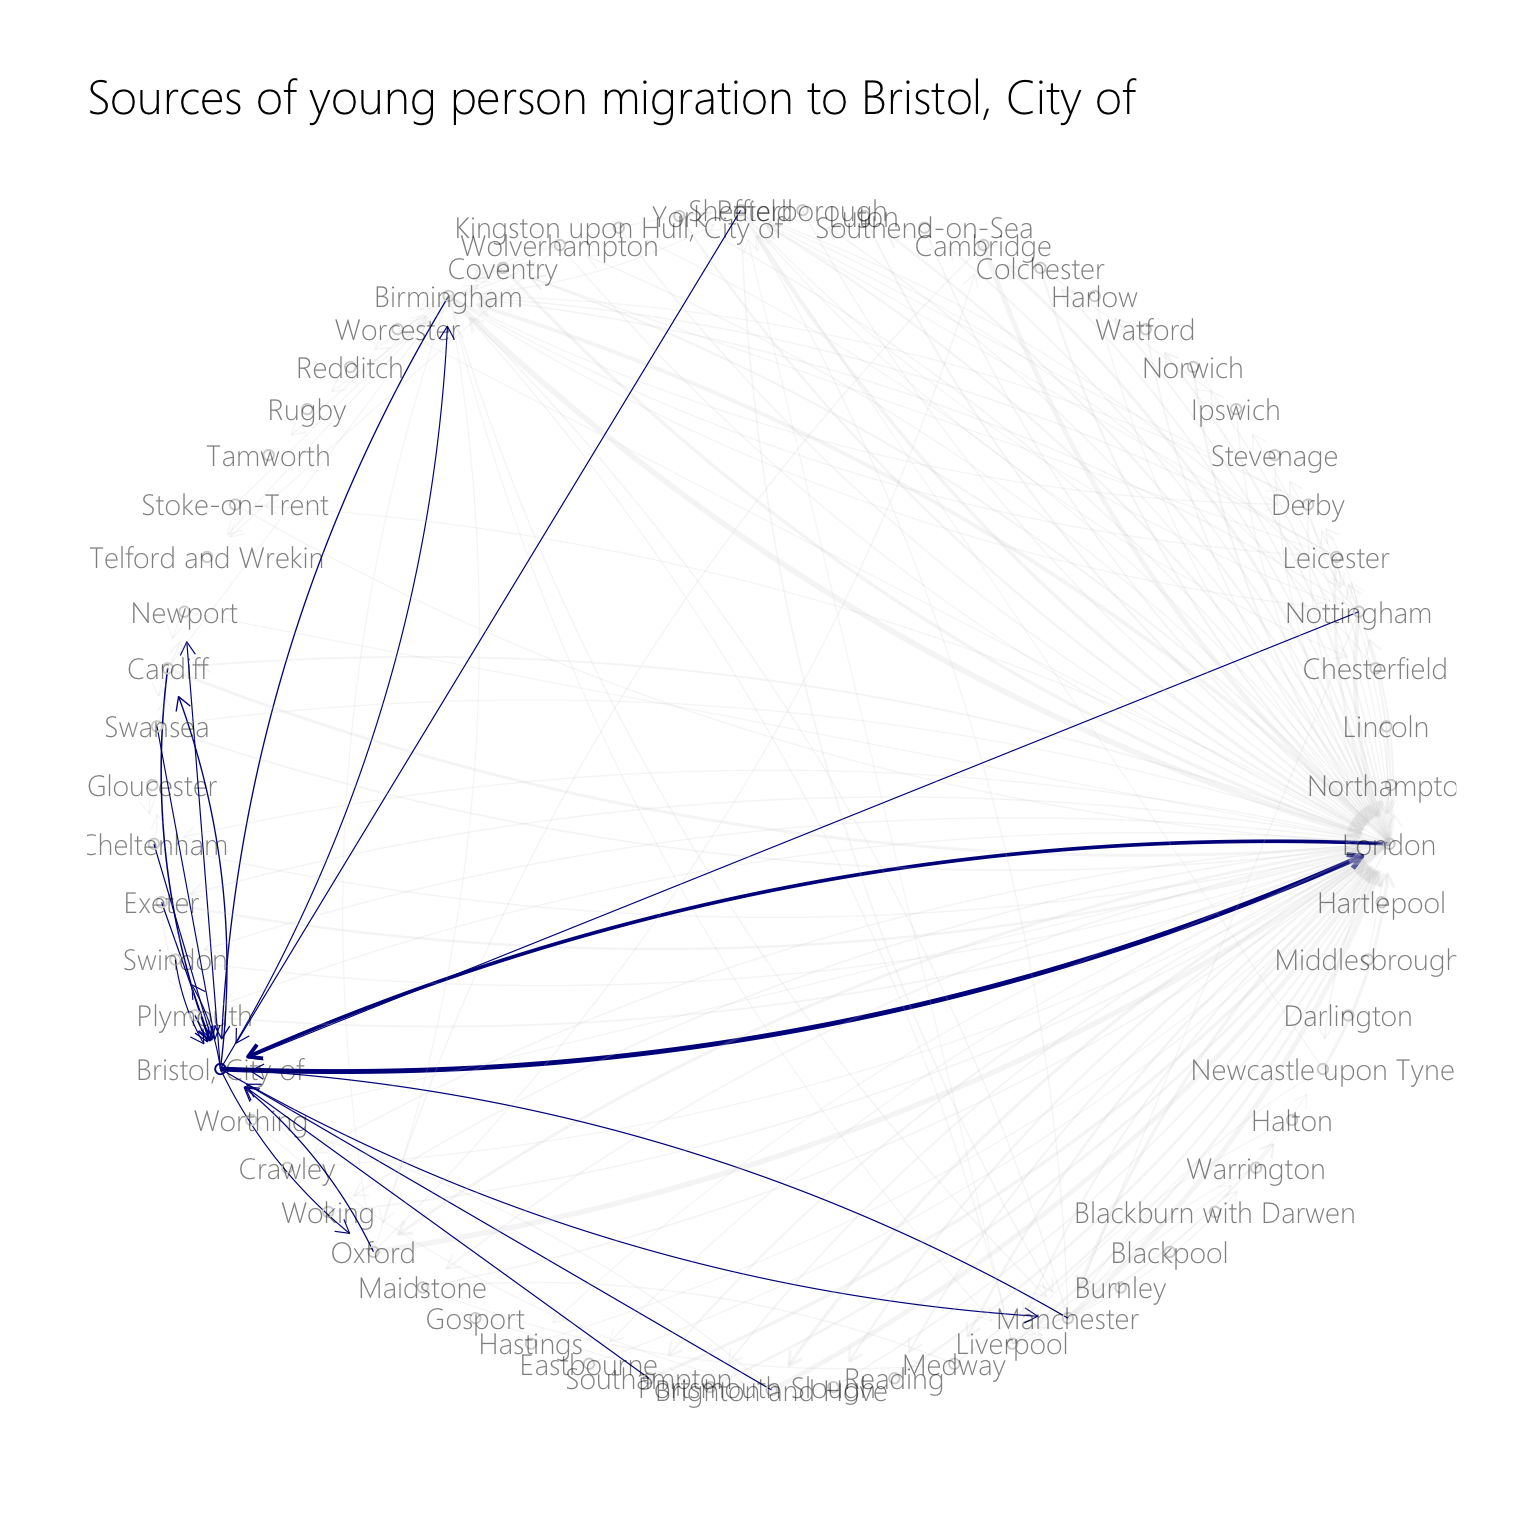 Sources of young person migration to Bristol, City of
Sheffield
Peterborough
York
Luton
Kingston upon Hull, City of
Southend-on-Sea
Wolverhampton
Cambridge
Coventry
Colchester
Birmingham
Harlow
Worcester
Watford
Redditch
Norwich
Rugby
Ipswich
Tamworth
Stevenage
Stoke-on-Trent
Derby
Telford and Wrekin
Leicester
Newport
Nottingham
Cardiff
Chesterfield
Swansea
Lincoln
Gloucester
Northampto
Cheltenham
London
Exeter
Hartlepool
Swindon
Middlesbrough
Plymouth
Darlington
Bristol, City of
Newcastle upon Tyne
Worthing
Halton
Crawley
Warrington
Woking
Blackburn with Darwen
Oxford
Blackpool
Maidstone
Burnley
Gosport
Manchester
Hastings
Liverpool
Eastbourne
Medway
Southampton
Reading
Portsmouth
Slough
Brighton and Hove